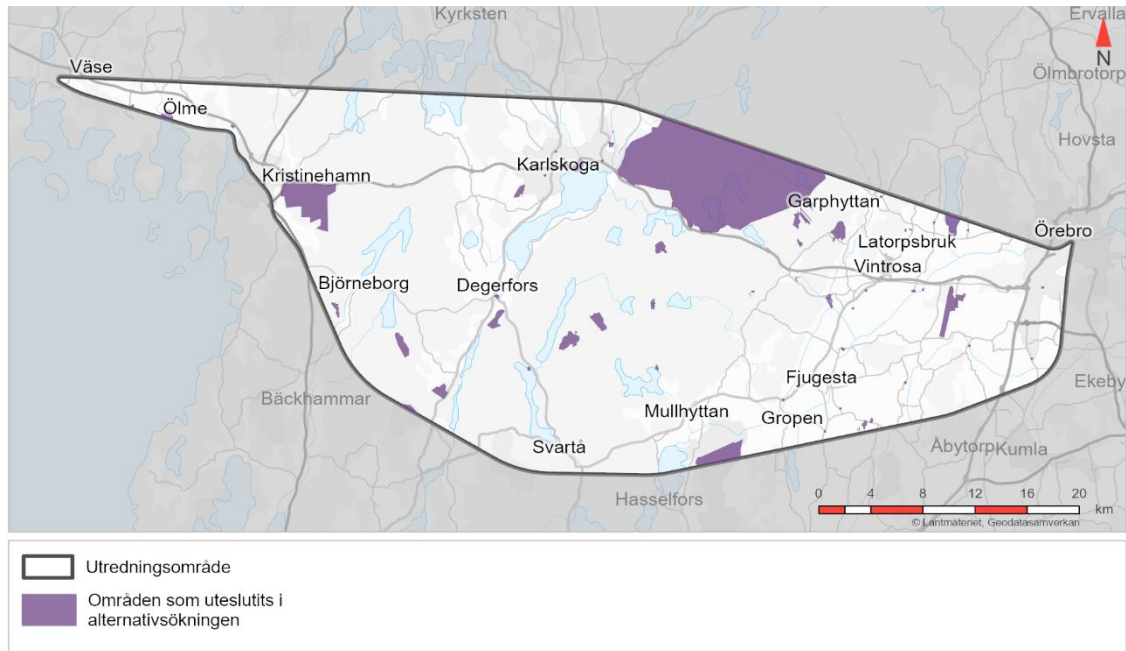 Kyrksten
Ervalla
N
Väse
Ölmbrotorp
Ölme
Hovsta
Karlskoga
Kristinehamn
Garphyttan
Örebro
Latorpsbruk
Vintrosa
Björneborg
Degerfors
Fjugesta
Ekeby
Bäckhammar
Mullhyttan
Gropen
Svartå
Åbytorp
Kumla
Hasselfors
0 4 8 12 16 20
km
© Lantmäteriet, Geodatasamverkan
Utredningsområde
Områden som uteslutits i
alternativsökningen